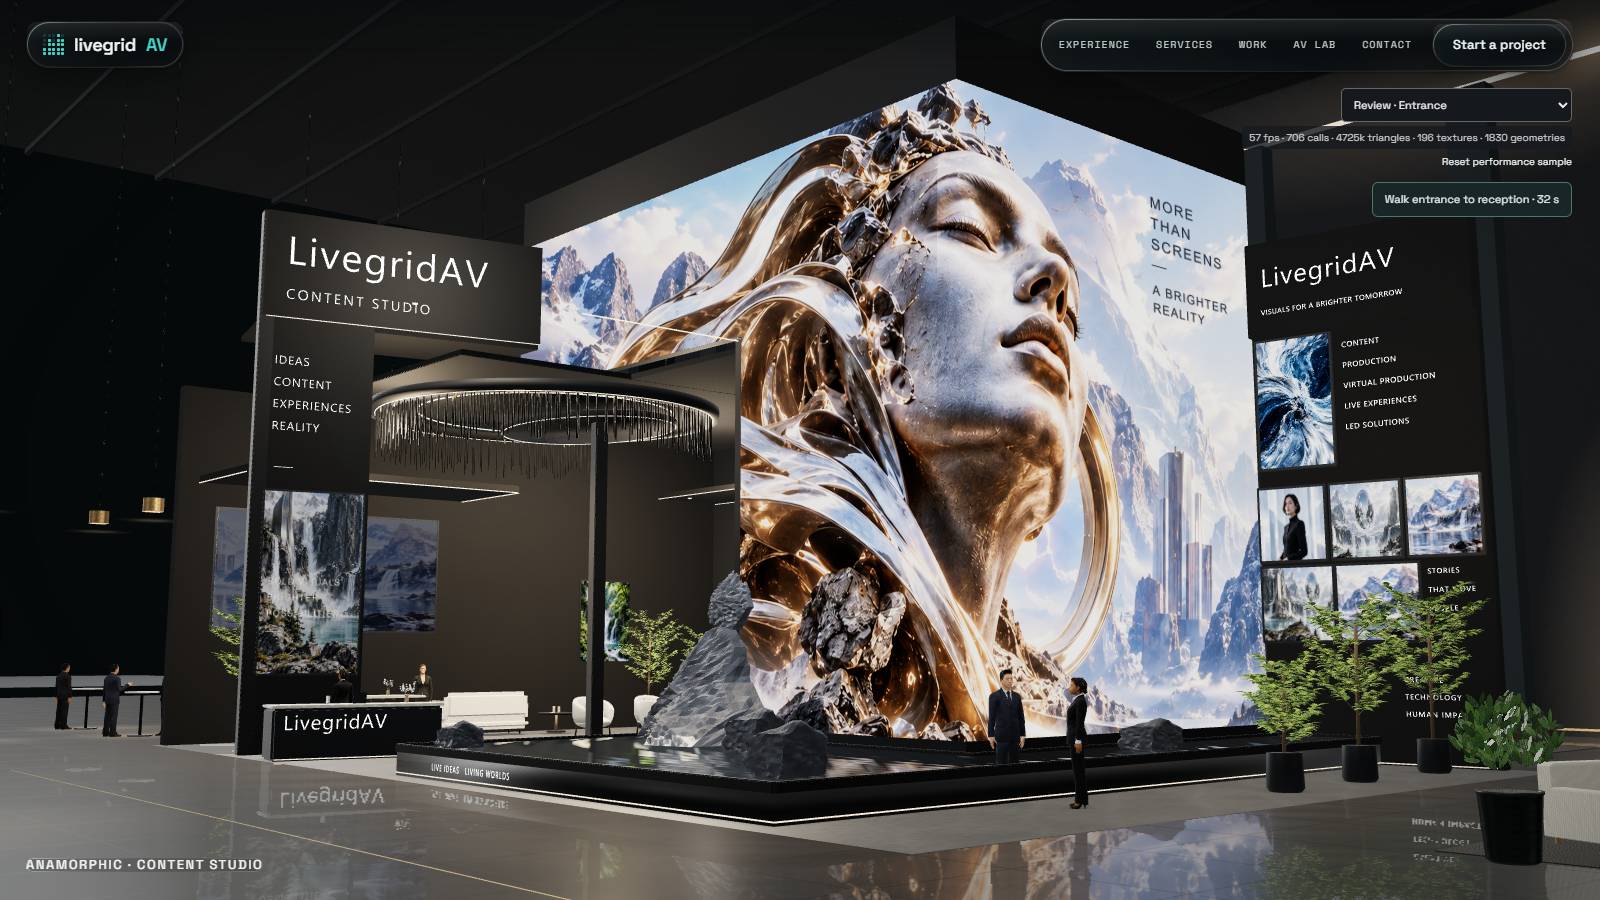 livegrid AV
EXPERIENCE SERVICES WORK AV LAB CONTACT Start a project
Review · Entrance
57 fps · 706 calls · 4725k triangles · 196 textures · 1830 geometries
Reset performance sample
Walk entrance to reception · 32 s
LivegridAV
CONTENT STUDIO
IDEAS
CONTENT
EXPERIENCES
REALITY
MORE
THAN
SCREENS
—
A BRIGHTER
REALITY
LivegridAV
VISUALS FOR A BRIGHTER TOMORROW
CONTENT
PRODUCTION
VIRTUAL PRODUCTION
LIVE EXPERIENCES
LED SOLUTIONS
STORIES
THAT
TECHNOLOGY
HUMAN
LivegridAV
LIVE IDEAS LIVING WORLDS
ANAMORPHIC · CONTENT STUDIO